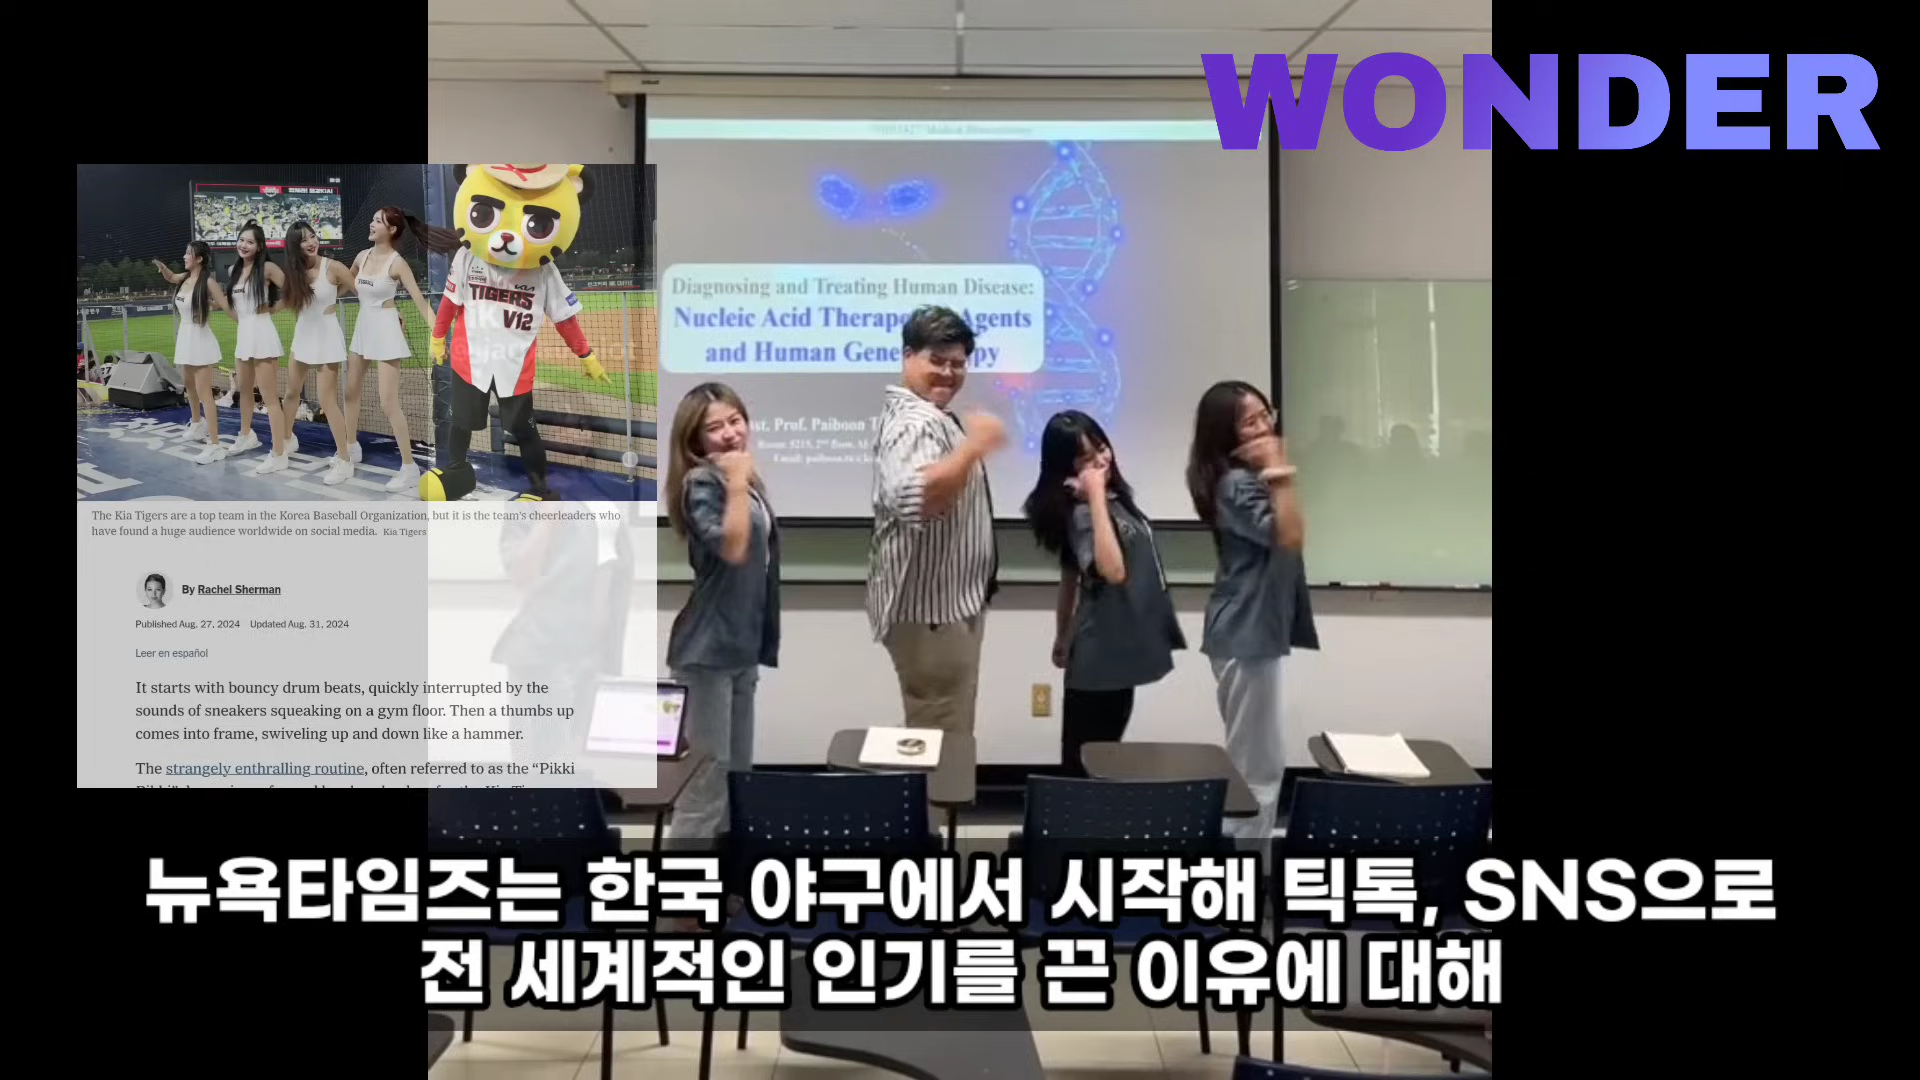 WONDER
TIGERS
V12
The Kia Tigers are a top team in the Korea Baseball Organization, but it is the team's cheerleaders who
have found a huge audience worldwide on social media. Kia Tigers
By Rachel Sherman
Published Aug. 27, 2024 Updated Aug. 31, 2024
Leer en español
It starts with bouncy drum beats, quickly interrupted by the
sounds of sneakers squeaking on a gym floor. Then a thumbs up
comes into frame, swiveling up and down like a hammer.
The strangely enthralling routine, often referred to as the “Pikki
Diagnosing and Treating Human Disease:
Nucleic Acid Agents
and Human Gene
Prof. Paiboon
뉴욕타임즈는 한국 야구에서 시작해 틱톡, SNS으로
전 세계적인 인기를 끈 이유에 대해